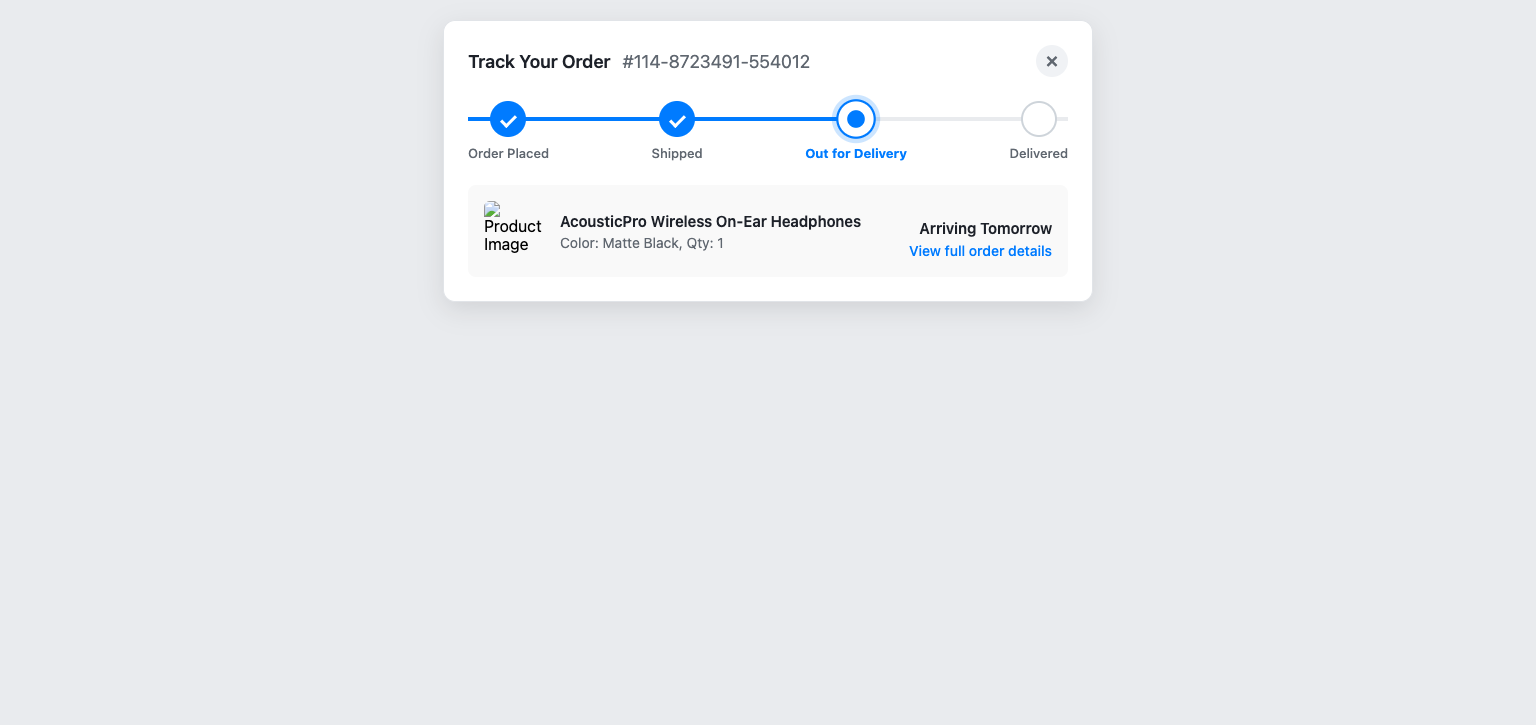 Track Your Order #114-8723491-554012
Order Placed
Shipped
Out for Delivery
Delivered
Product
Image
AcousticPro Wireless On-Ear Headphones
Color: Matte Black, Qty: 1
Arriving Tomorrow
View full order details